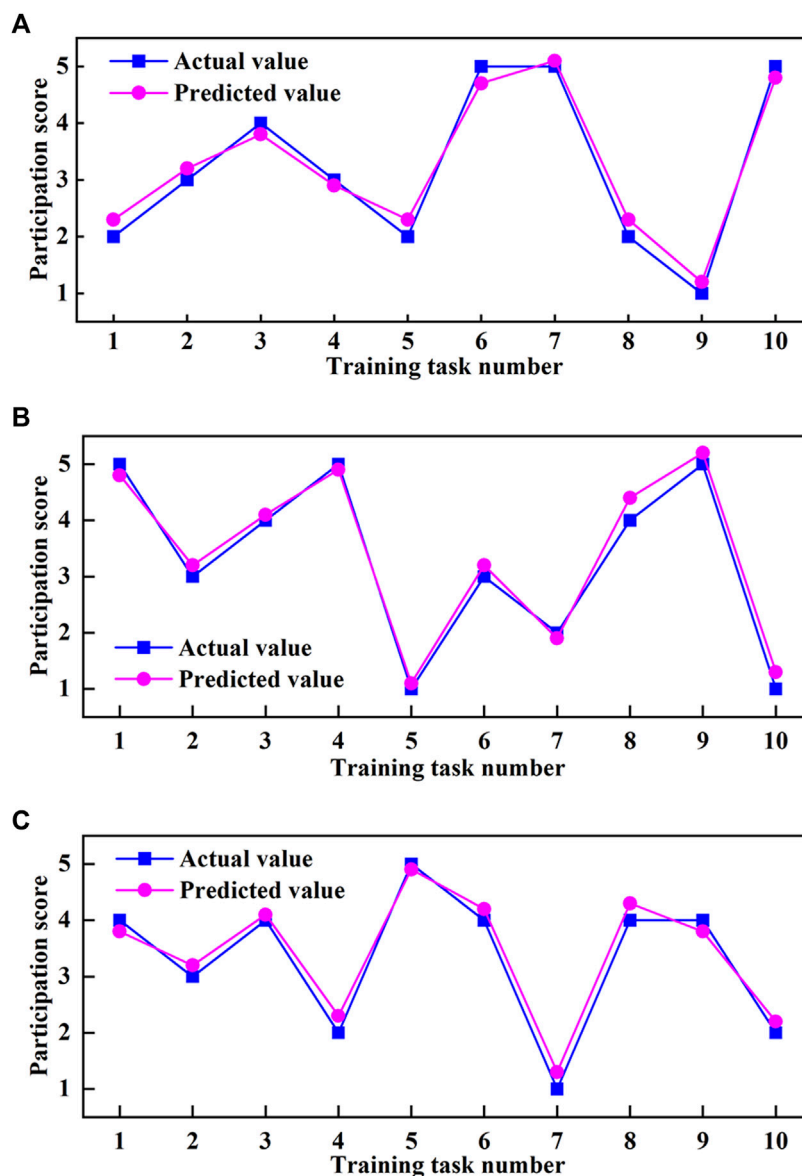 A
Actual value
Predicted value
Participation score
5
4
3
2
1
1 2 3 4 5 6 7 8 9 10
Training task number
B
Participation score
5
4
3
2
1
Actual value
Predicted value
1 2 3 4 5 6 7 8 9 10
Training task number
C
Actual value
Predicted value
Participation score
5
4
3
2
1
1 2 3 4 5 6 7 8 9 10
Training task number